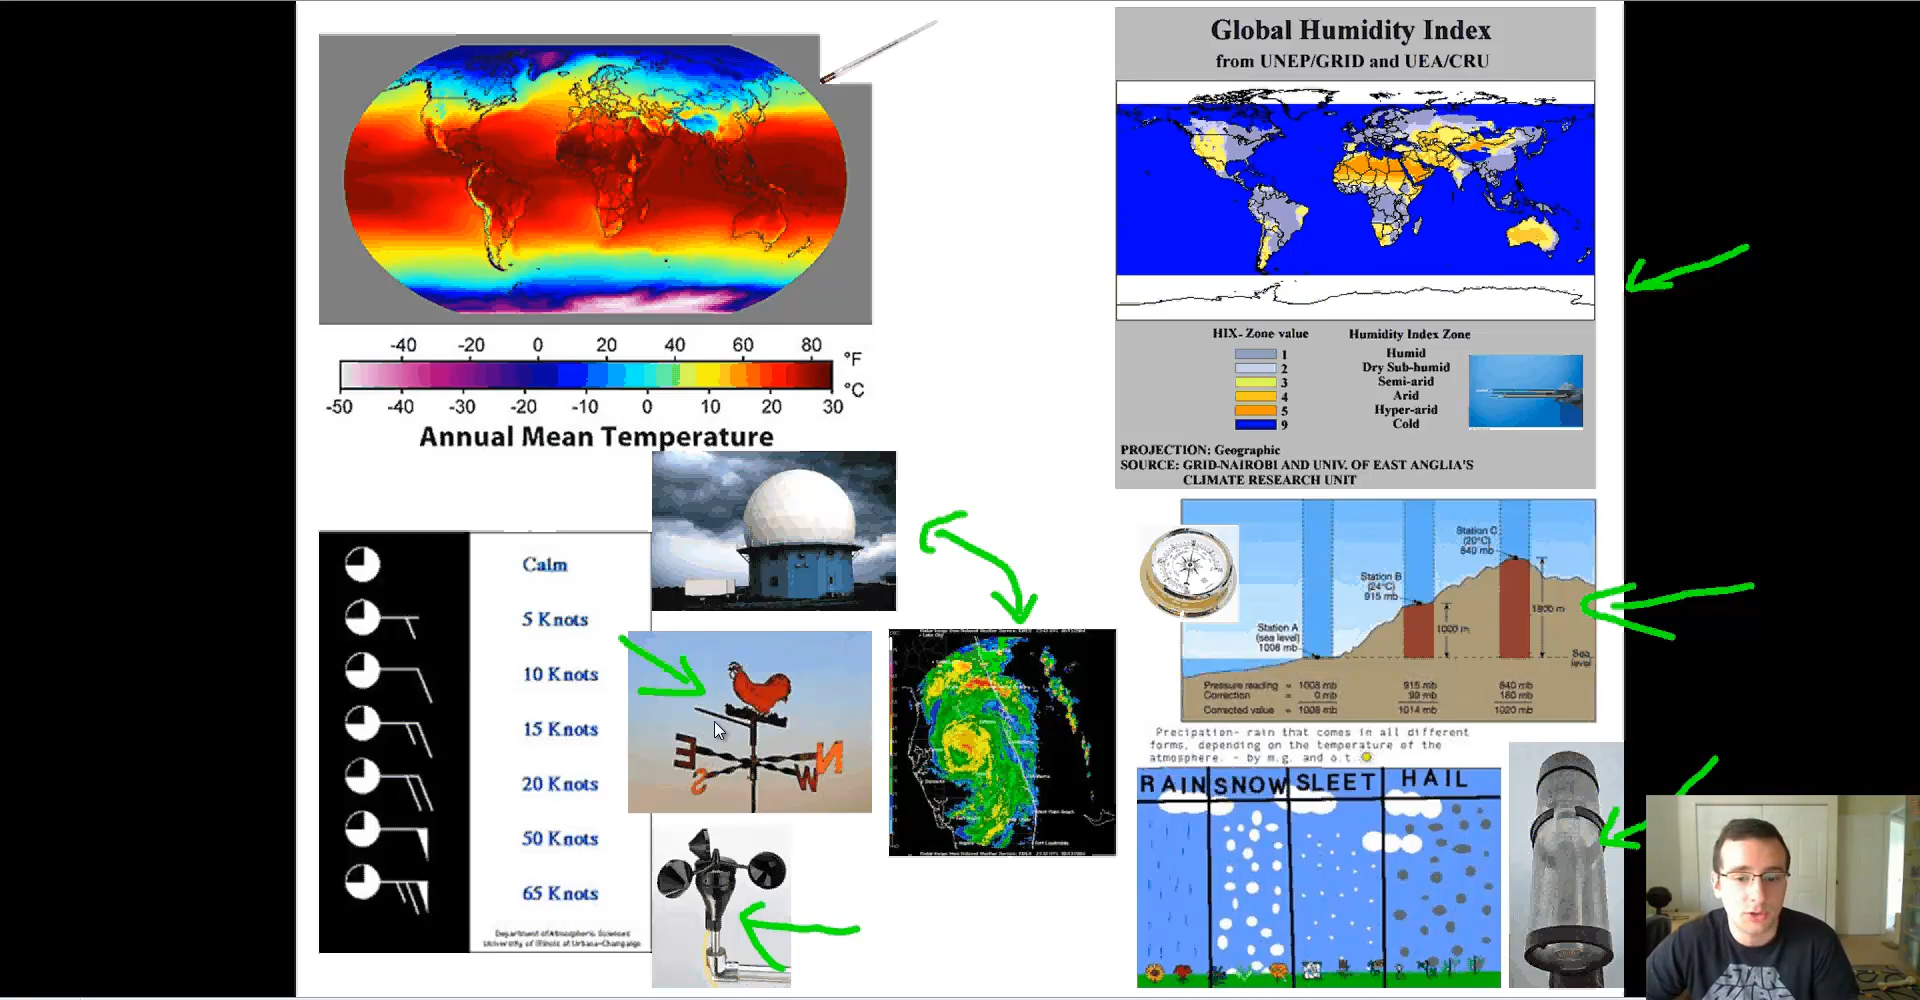 Global Humidity Index
from UNEP/GRID and UEA/CRU
-40 -20 0 20 40 60 80 °F
°C
-50 -40 -30 -20 -10 0 10 20 30
Annual Mean Temperature
HIX- Zone value Humidity Index Zone
1 Humid
2 Dry Sub-humid
3 Semi-arid
4 Arid
5 Hyper-arid
9 Cold
PROJECTION: Geographic
SOURCE: GRID-NAIROBI AND UNIV. OF EAST ANGLIA'S
CLIMATE RESEARCH UNIT
Calm
5 Knots
10 Knots
15 Knots
20 Knots
50 Knots
65 Knots
Department of Atmospheric Sciences
University of Illinois at Urbana-Champaign
E
N
S
W
Station C
(20°C)
840 mb
Station B
(24°C)
915 mb
Station A
(sea level)
1008 mb
1000 m
1800 m
Sea
level
Pressure reading = 1008 mb 915 mb 840 mb
Correction = 0 mb 99 mb 180 mb
Corrected value = 1008 mb 1014 mb 1020 mb
Precipitation- rain that comes in all different
forms, depending on the temperature of the
atmosphere. - by m.g. and o.t.
RAIN SNOW SLEET HAIL
STAR
WARS